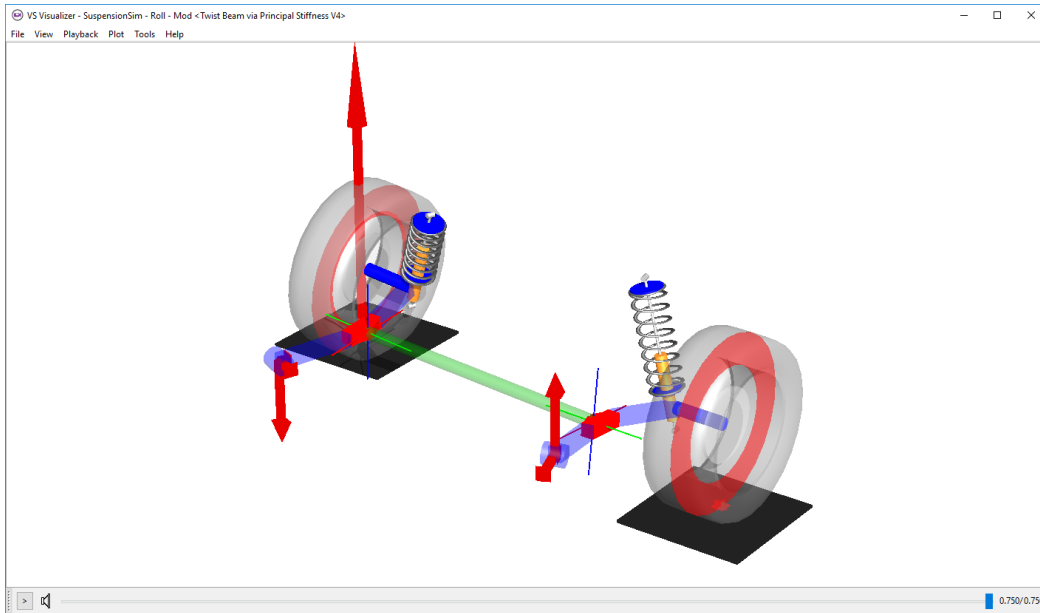 VS Visualizer - SuspensionSim - Roll - Mod <Twist Beam via Principal Stiffness V4>
File View Playback Plot Tools Help
> 0.750/0.750